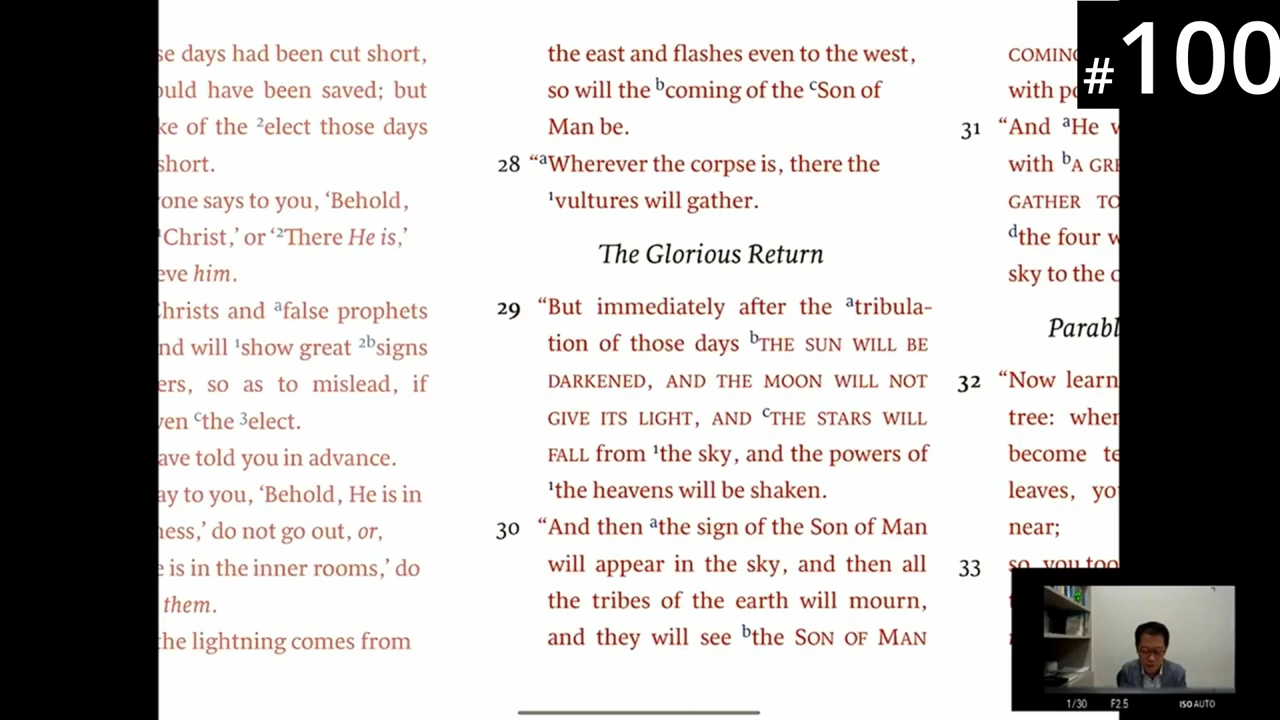 #100
se days had been cut short,
ould have been saved; but
ke of the ²elect those days
short.
one says to you, ‘Behold,
¹Christ,’ or ‘²There He is,’
eve him.
Christs and ᵃfalse prophets
nd will ¹show great ²ᵇsigns
ers, so as to mislead, if
ven ᶜthe ³elect.
ave told you in advance.
ay to you, ‘Behold, He is in
ness,’ do not go out, or,
e is in the inner rooms,’ do
them.
the lightning comes from
the east and flashes even to the west,
so will the ᵇcoming of the ᶜSon of
Man be.
28 “ᵃWherever the corpse is, there the
¹vultures will gather.
The Glorious Return
29 “But immediately after the ᵃtribula-
tion of those days ᵇTHE SUN WILL BE
DARKENED, AND THE MOON WILL NOT
GIVE ITS LIGHT, AND ᶜTHE STARS WILL
FALL from ¹the sky, and the powers of
¹the heavens will be shaken.
30 “And then ᵃthe sign of the Son of Man
will appear in the sky, and then all
the tribes of the earth will mourn,
and they will see ᵇthe SON OF MAN
COMING
with po
31 “And ᵃHe w
with ᵇA GRE
GATHER TO
ᵈthe four w
sky to the o
Parabl
32 “Now learn
tree: when
become te
leaves, yo
near;
33 so, you too
1/30 F2.5 ISO AUTO